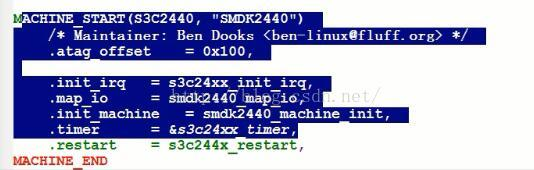 MACHINE_START(S3C2440, "SMDK2440")
/* Maintainer: Ben Dooks <ben-linux@fluff.org> */
.atag_offset = 0x100,
.init_irq = s3c24xx_init_irq,
.map_io = smdk2440_map_io,
.init_machine = smdk2440_machine_init,
.timer = &s3c24xx_timer,
.restart = s3c244x_restart,
MACHINE_END